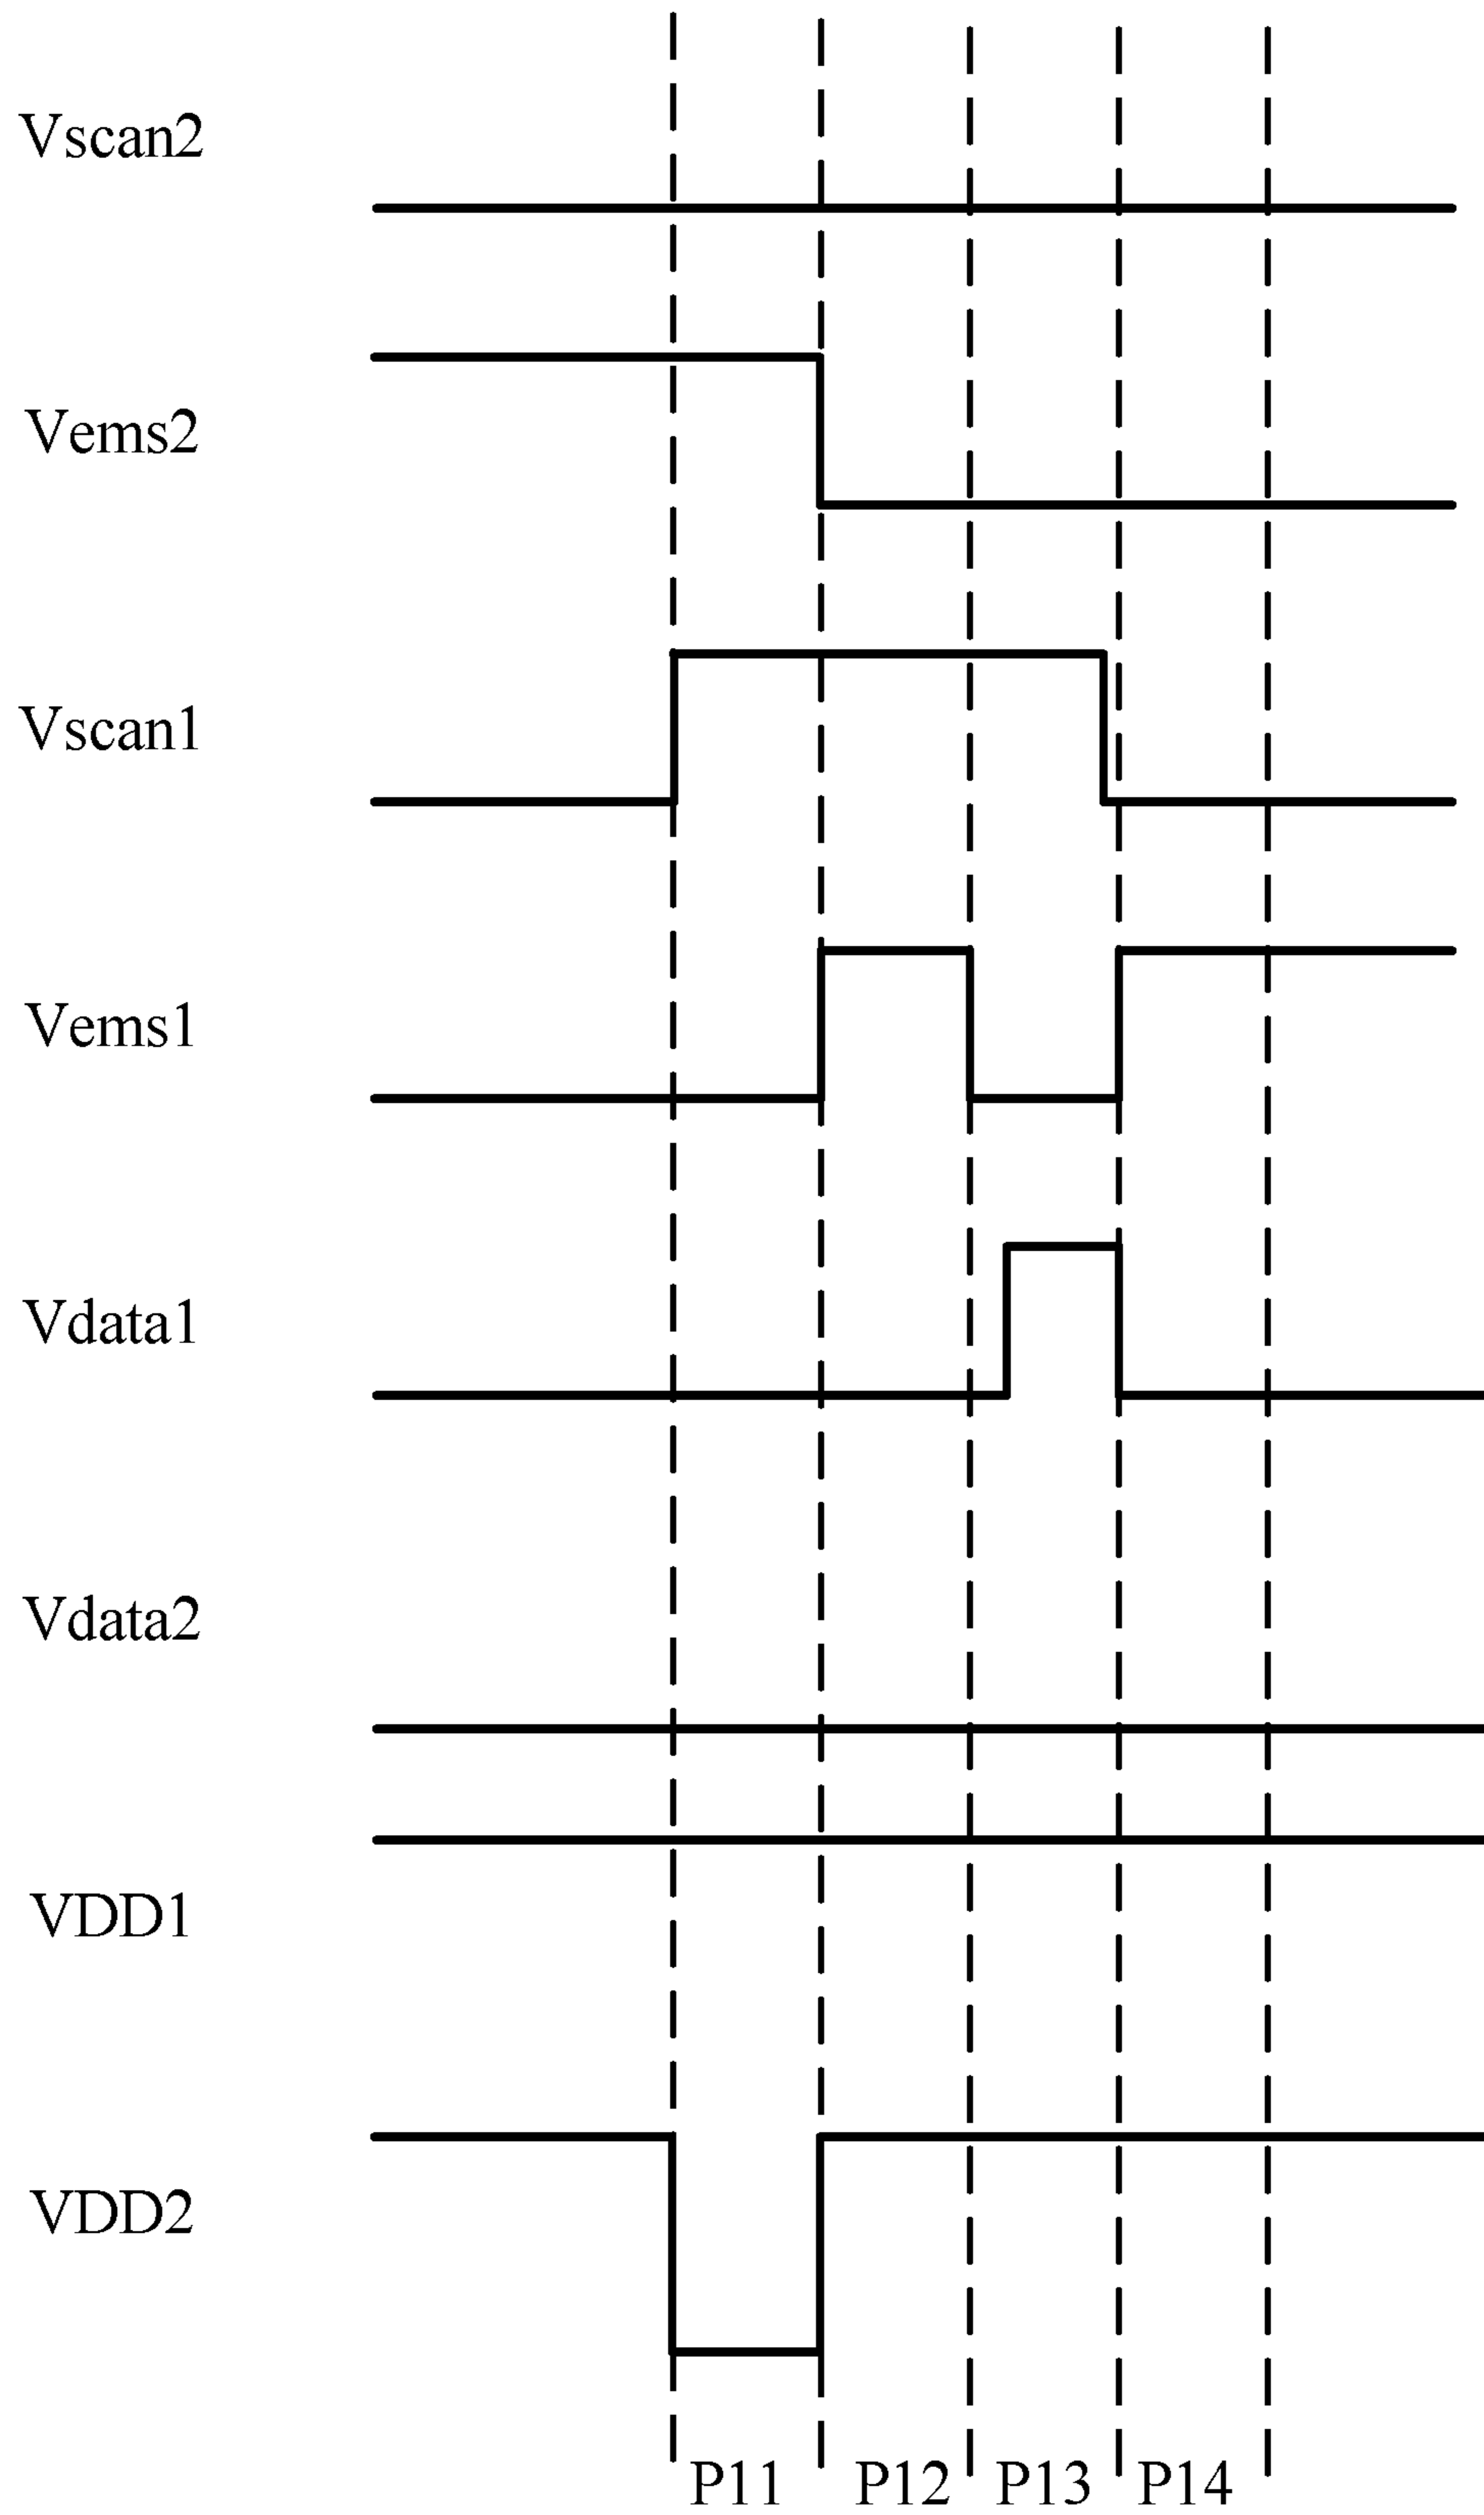 Vscan2
Vems2
Vscan1
Vems1
Vdata1
Vdata2
VDD1
VDD2
P11 P12 P13 P14